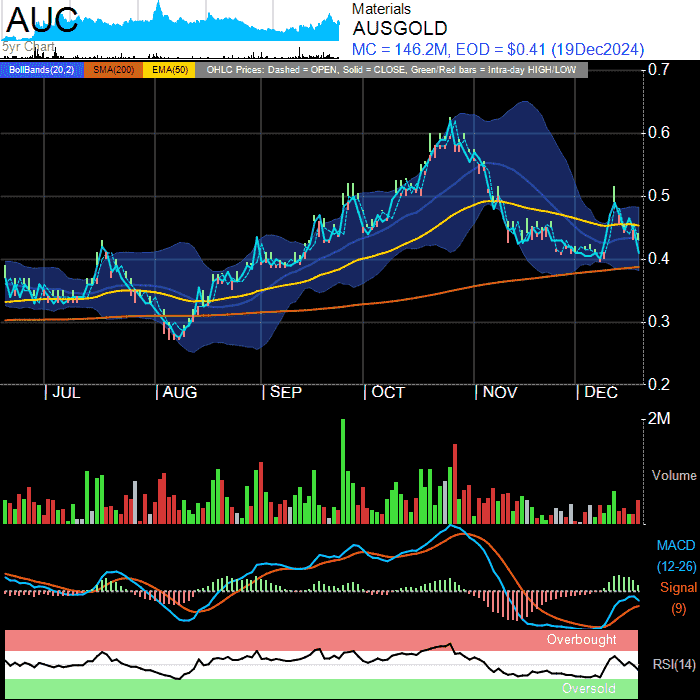 AUC
5yr Chart
Materials
AUSGOLD
MC = 146.2M, EOD = $0.41 (19Dec2024)
BollBands(20,2) SMA(200) EMA(50) OHLC Prices: Dashed = OPEN, Solid = CLOSE, Green/Red bars = Intra-day HIGH/LOW
0.7
0.6
0.5
0.4
0.3
0.2
| JUL | AUG | SEP | OCT | NOV | DEC
2M
Volume
MACD
(12-26)
Signal
(9)
Overbought
RSI(14)
Oversold